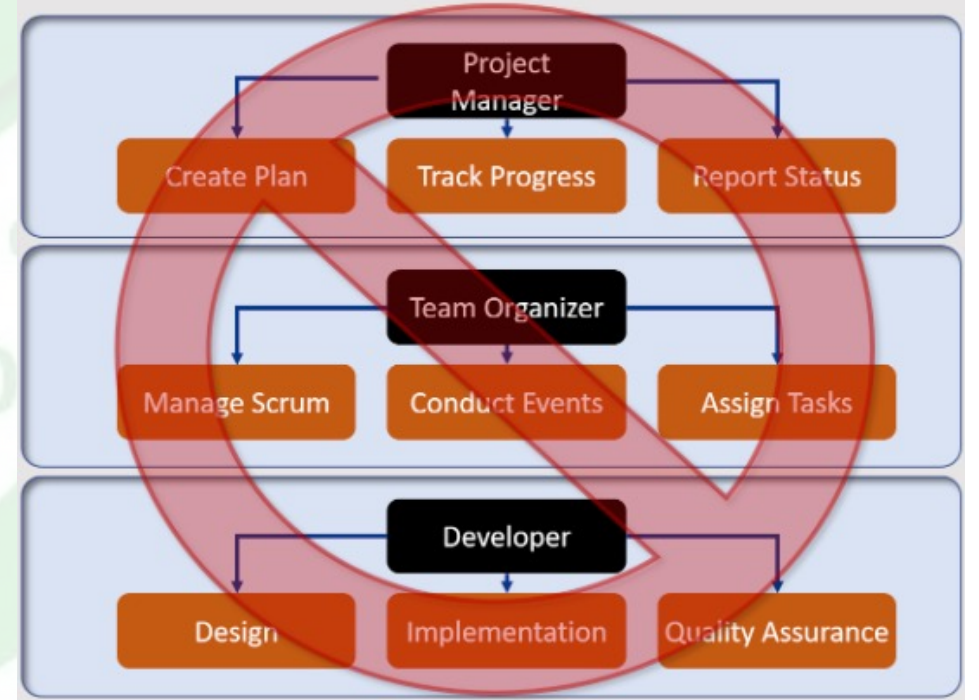 Project
Manager
Create Plan
Track Progress
Report Status
Team Organizer
Manage Scrum
Conduct Events
Assign Tasks
Developer
Design
Implementation
Quality Assurance